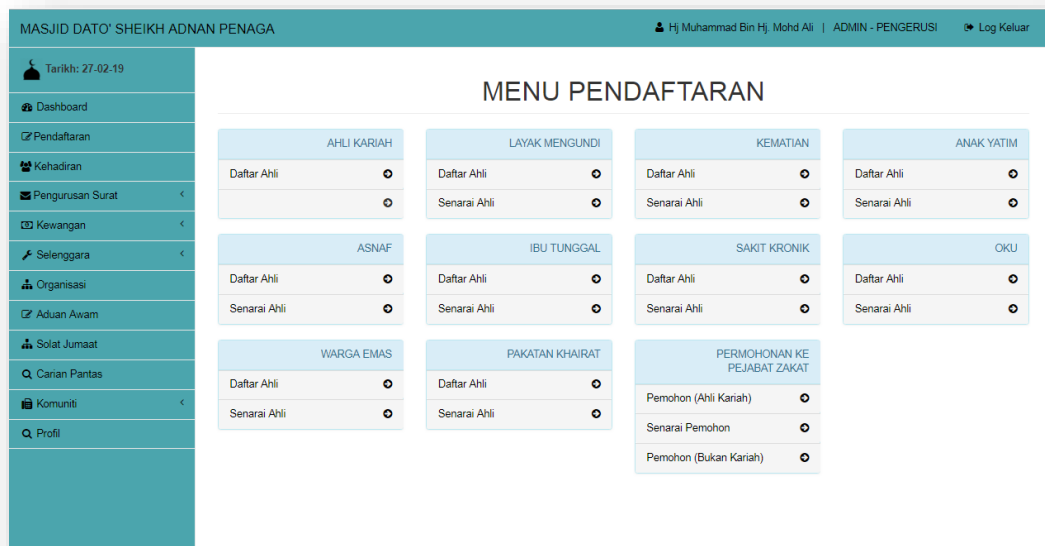 MASJID DATO' SHEIKH ADNAN PENAGA
Hj Muhammad Bin Hj. Mohd Ali | ADMIN - PENGERUSI
Log Keluar
Tarikh: 27-02-19
Dashboard
Pendaftaran
Kehadiran
Pengurusan Surat
Kewangan
Selenggara
Organisasi
Aduan Awam
Solat Jumaat
Carian Pantas
Komuniti
Profil
MENU PENDAFTARAN
AHLI KARIAH
Daftar Ahli
LAYAK MENGUNDI
Daftar Ahli
Senarai Ahli
KEMATIAN
Daftar Ahli
Senarai Ahli
ANAK YATIM
Daftar Ahli
Senarai Ahli
ASNAF
Daftar Ahli
Senarai Ahli
IBU TUNGGAL
Daftar Ahli
Senarai Ahli
SAKIT KRONIK
Daftar Ahli
Senarai Ahli
OKU
Daftar Ahli
Senarai Ahli
WARGA EMAS
Daftar Ahli
Senarai Ahli
PAKATAN KHAIRAT
Daftar Ahli
Senarai Ahli
PERMOHONAN KE
PEJABAT ZAKAT
Pemohon (Ahli Kariah)
Senarai Pemohon
Pemohon (Bukan Kariah)